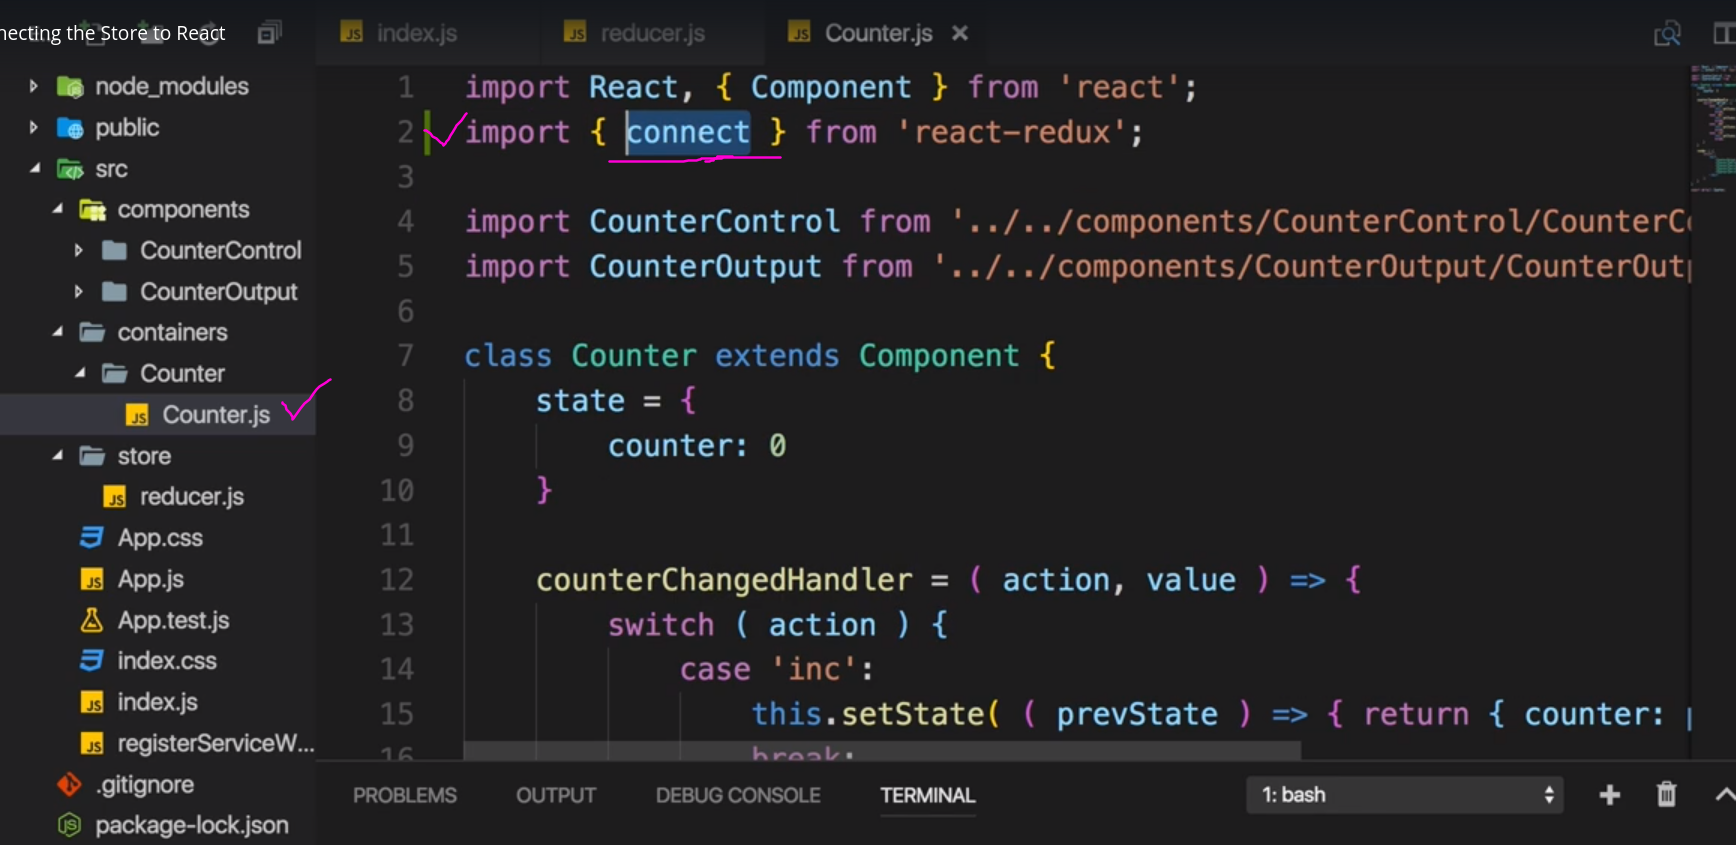 necting the Store to React
index.js
reducer.js
Counter.js
node_modules
public
src
components
CounterControl
CounterOutput
containers
Counter
Counter.js
store
reducer.js
App.css
App.js
App.test.js
index.css
index.js
registerServiceW...
.gitignore
package-lock.json
1 import React, { Component } from 'react';
2 import { connect } from 'react-redux';
3
4 import CounterControl from '../../components/CounterControl/CounterC
5 import CounterOutput from '../../components/CounterOutput/CounterOut
6
7 class Counter extends Component {
8 state = {
9 counter: 0
10 }
11
12 counterChangedHandler = ( action, value ) => {
13 switch ( action ) {
14 case 'inc':
15 this.setState( ( prevState ) => { return { counter: p
16 break;
PROBLEMS OUTPUT DEBUG CONSOLE TERMINAL 1: bash